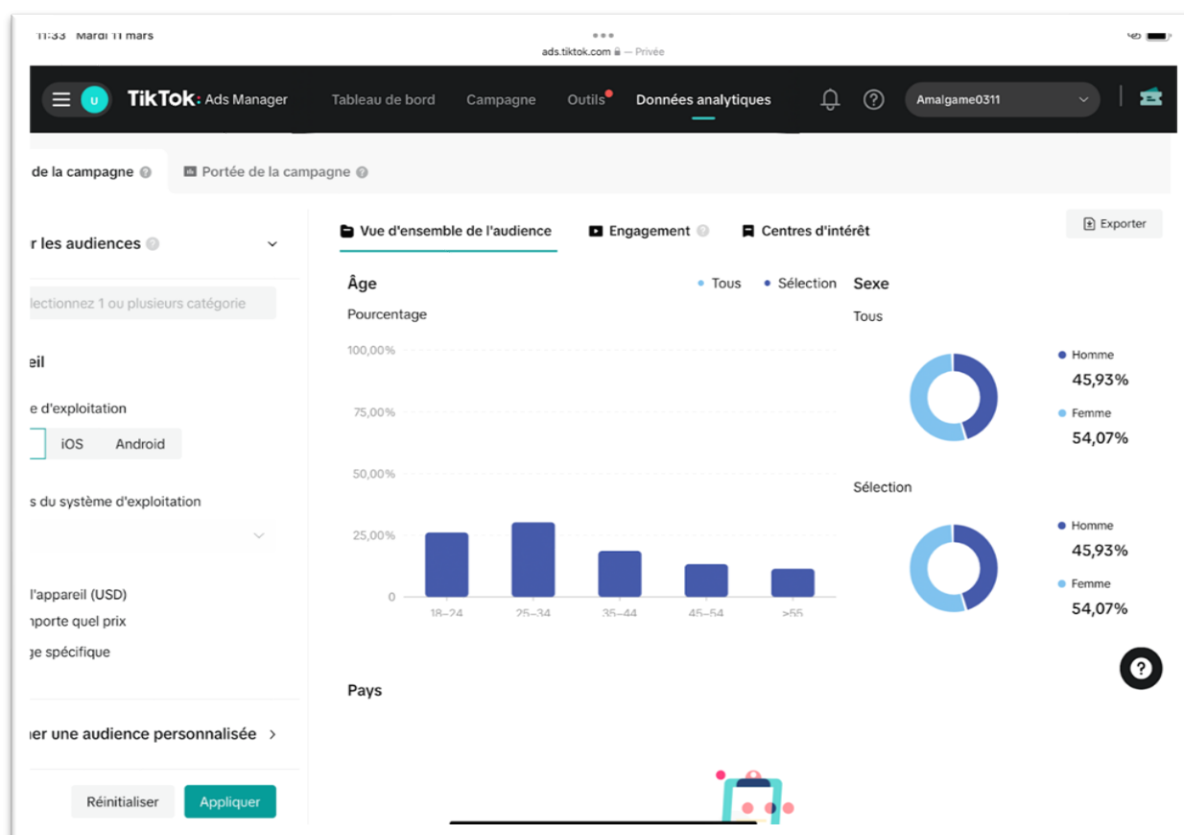 11:33 Mardi 11 mars
ads.tiktok.com — Privée
U TikTok: Ads Manager Tableau de bord Campagne Outils Données analytiques ? Amalgame0311
de la campagne ? Portée de la campagne ?
r les audiences ?
lectionnez 1 ou plusieurs catégorie
eil
e d'exploitation
iOS Android
s du système d'exploitation
l'appareil (USD)
nporte quel prix
ge spécifique
er une audience personnalisée >
Réinitialiser Appliquer
Vue d'ensemble de l'audience Engagement ? Centres d'intérêt Exporter
Âge Tous Sélection
Pourcentage
100,00%
75,00%
50,00%
25,00%
0
18–24 25–34 35–44 45–54 >55
Sexe
Tous
Homme
45,93%
Femme
54,07%
Sélection
Homme
45,93%
Femme
54,07%
?
Pays